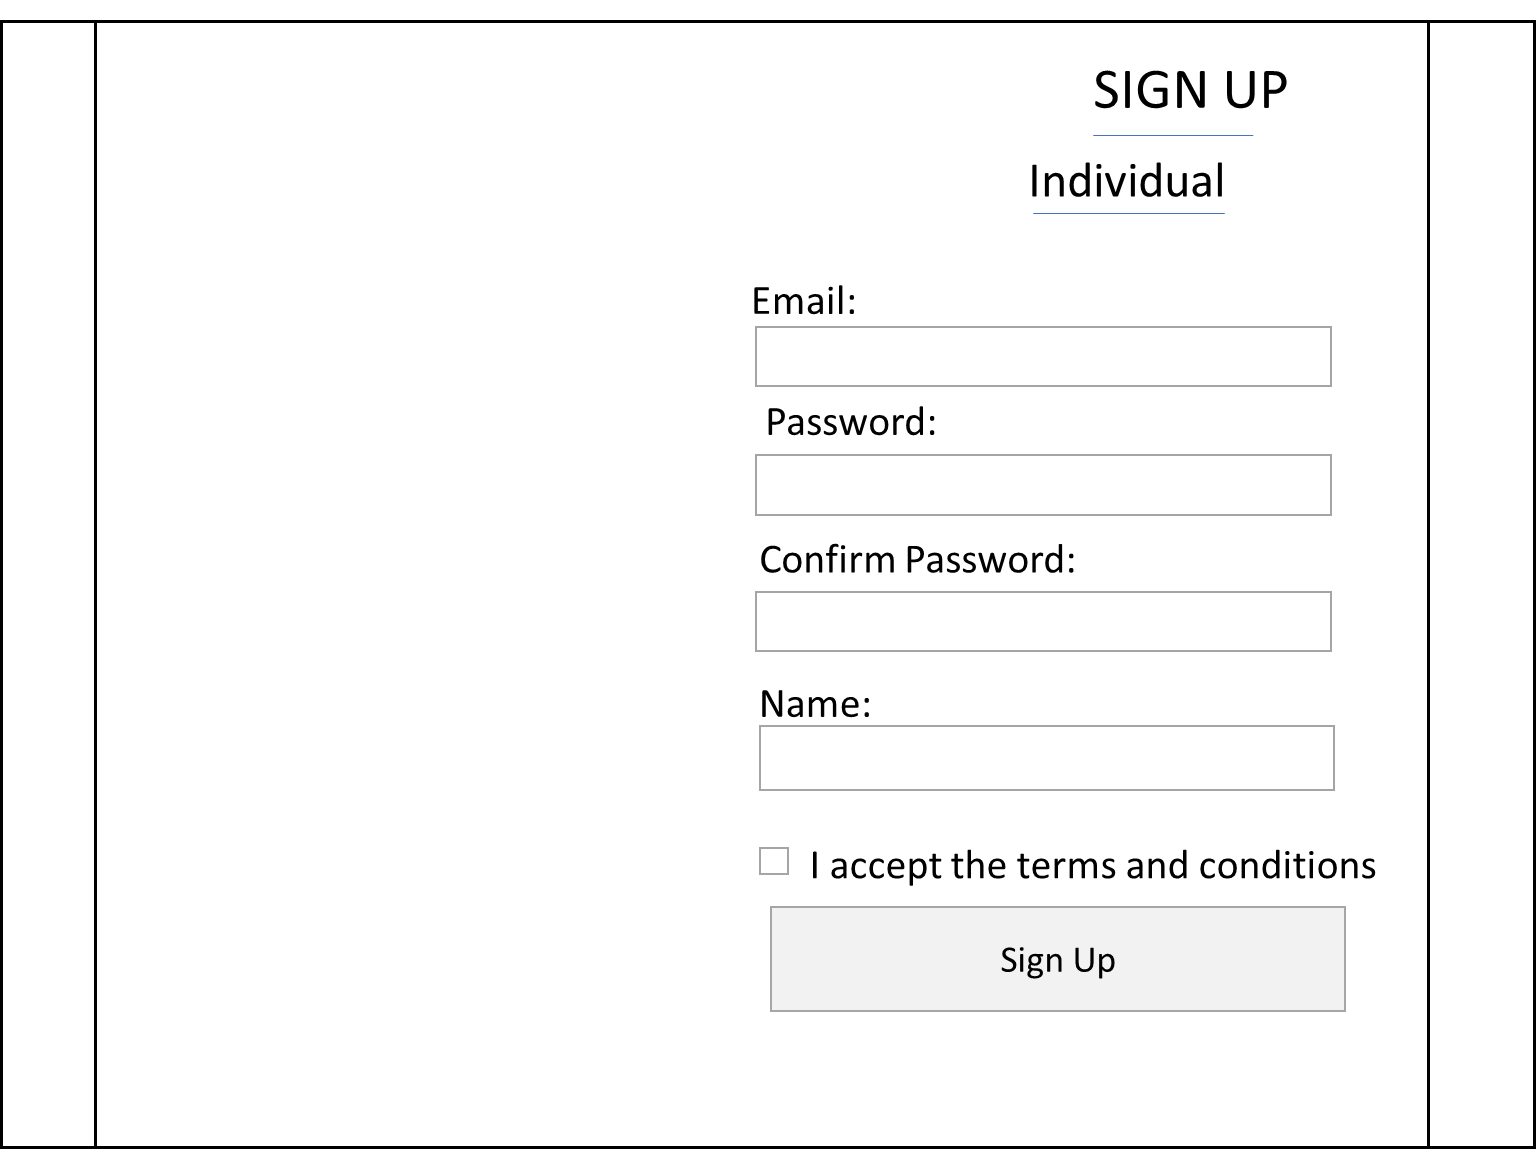 SIGN UP
Individual
Email:
Password:
Confirm Password:
Name:
I accept the terms and conditions
Sign Up